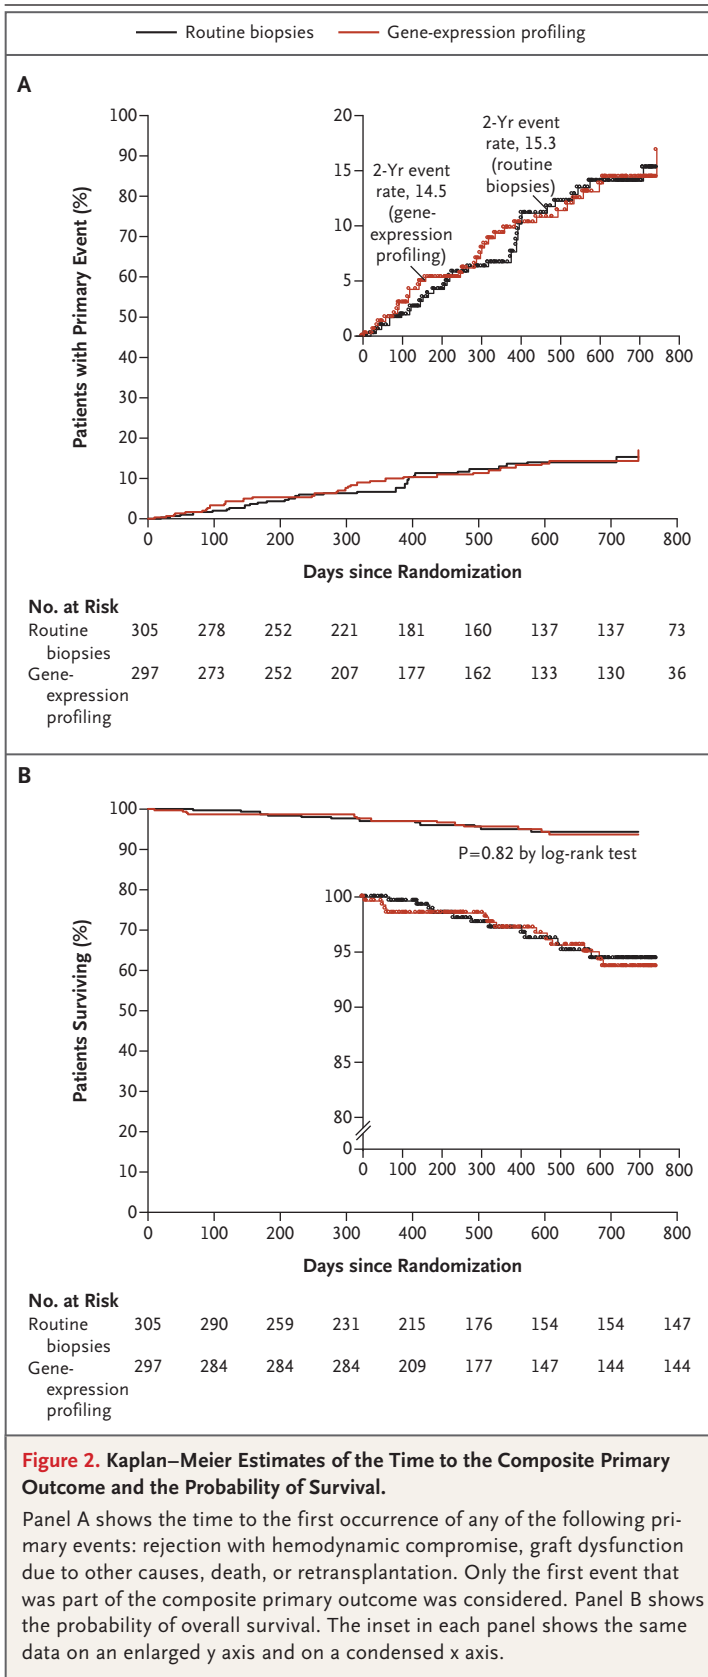 Routine biopsies Gene-expression profiling
A
Patients with Primary Event (%)
100
90
80
70
60
50
40
30
20
10
0
0 100 200 300 400 500 600 700 800
Days since Randomization
20
15
10
5
0
0 100 200 300 400 500 600 700 800
2-Yr event
rate, 14.5
(gene-
expression
profiling)
2-Yr event
rate, 15.3
(routine
biopsies)
No. at Risk
Routine 305 278 252 221 181 160 137 137 73
biopsies
Gene- 297 273 252 207 177 162 133 130 36
expression
profiling
B
Patients Surviving (%)
100
90
80
70
60
50
40
30
20
10
0
0 100 200 300 400 500 600 700 800
Days since Randomization
P=0.82 by log-rank test
100
95
90
85
80
0
0 100 200 300 400 500 600 700 800
No. at Risk
Routine 305 290 259 231 215 176 154 154 147
biopsies
Gene- 297 284 284 284 209 177 147 144 144
expression
profiling
Figure 2. Kaplan–Meier Estimates of the Time to the Composite Primary
Outcome and the Probability of Survival.
Panel A shows the time to the first occurrence of any of the following pri-
mary events: rejection with hemodynamic compromise, graft dysfunction
due to other causes, death, or retransplantation. Only the first event that
was part of the composite primary outcome was considered. Panel B shows
the probability of overall survival. The inset in each panel shows the same
data on an enlarged y axis and on a condensed x axis.